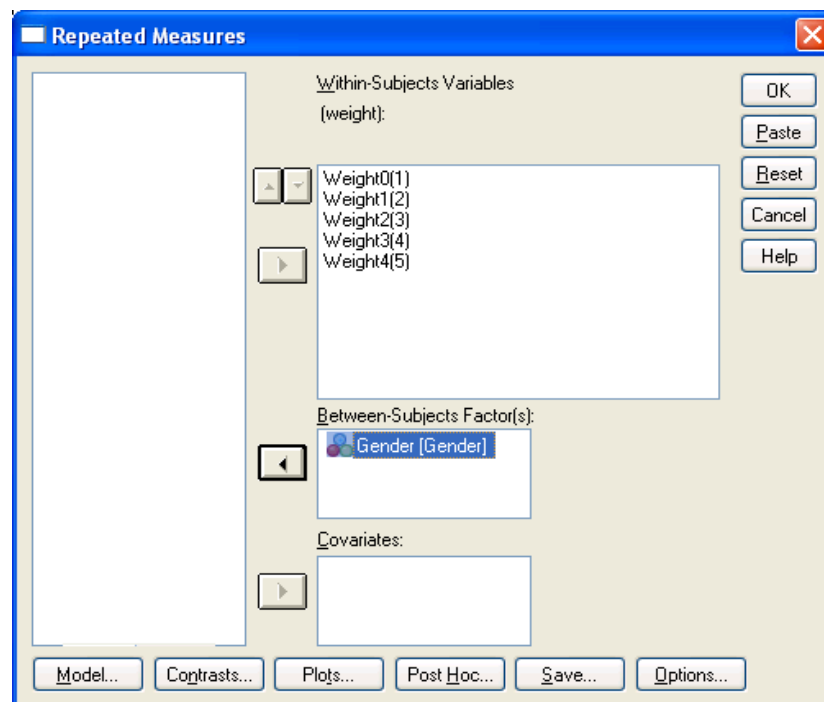 Repeated Measures
Within-Subjects Variables
(weight):
Weight0(1)
Weight1(2)
Weight2(3)
Weight3(4)
Weight4(5)
OK
Paste
Reset
Cancel
Help
Between-Subjects Factor(s):
Gender [Gender]
Covariates:
Model... Contrasts... Plots... Post Hoc... Save... Options...